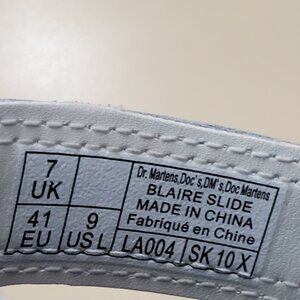 7
UK
41
EU
9
US L
Dr. Martens, Doc's, DM's, Doc Martens
BLAIRE SLIDE
MADE IN CHINA
Fabriqué en Chine
LA004
SK 10 X